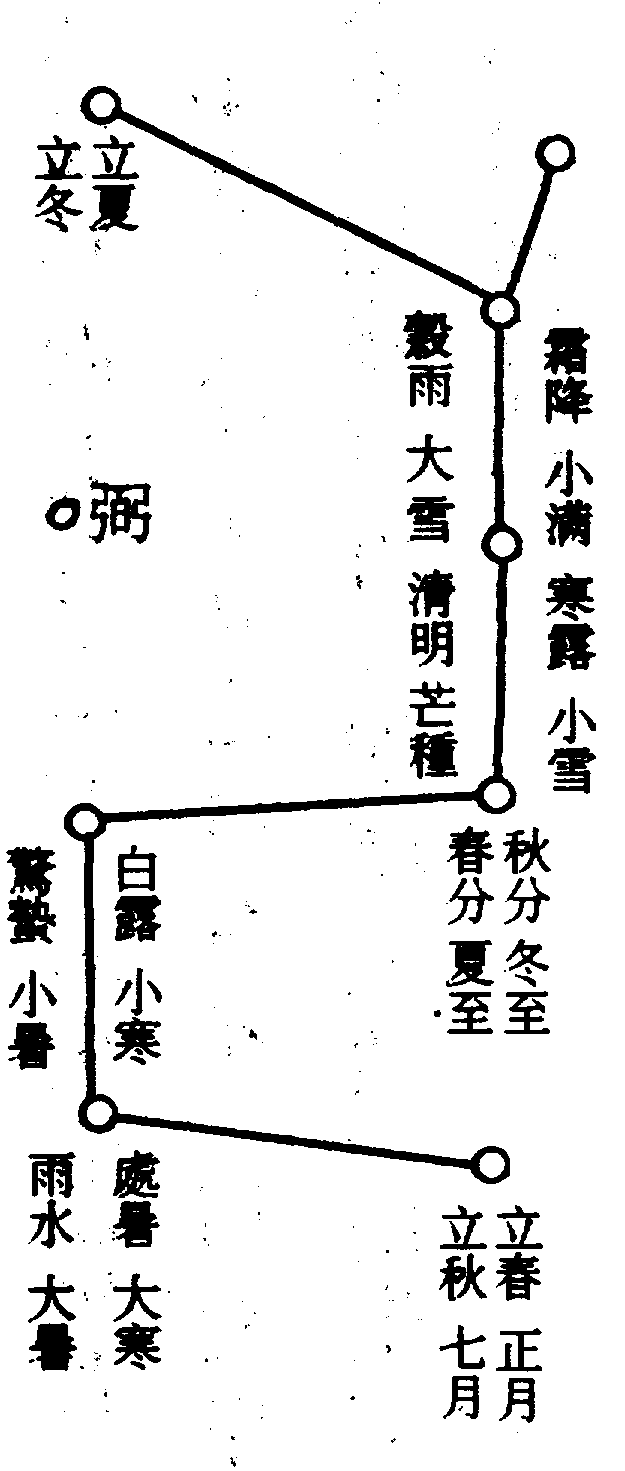 立夏
立冬
霜降 小满 寒露 小雪
穀雨 大雪 清明 芒種
弼
秋分 冬至
春分 夏至
白露 小寒
驚蟄 小暑
處暑 大寒
雨水 大暑
立春 正月
立秋 七月